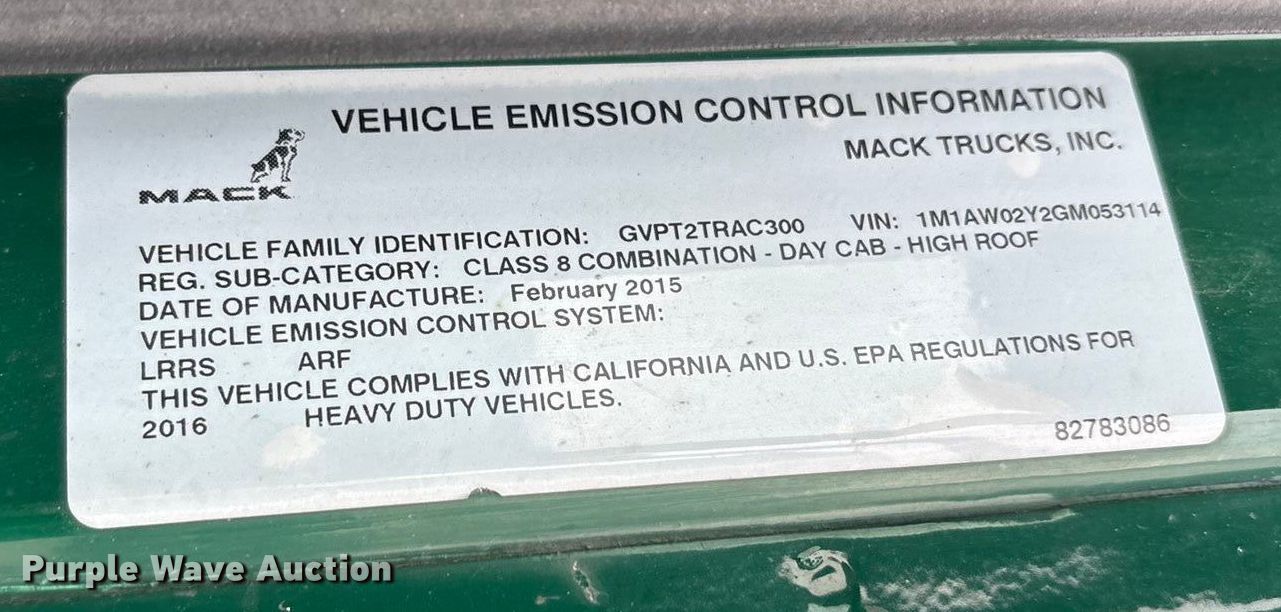 VEHICLE EMISSION CONTROL INFORMATION
MACK TRUCKS, INC.
MACK
VEHICLE FAMILY IDENTIFICATION: GVPT2TRAC300 VIN: 1M1AW02Y2GM053114
REG. SUB-CATEGORY: CLASS 8 COMBINATION - DAY CAB - HIGH ROOF
DATE OF MANUFACTURE: February 2015
VEHICLE EMISSION CONTROL SYSTEM:
LRRS ARF
THIS VEHICLE COMPLIES WITH CALIFORNIA AND U.S. EPA REGULATIONS FOR
2016 HEAVY DUTY VEHICLES.
82783086
Purple Wave Auction